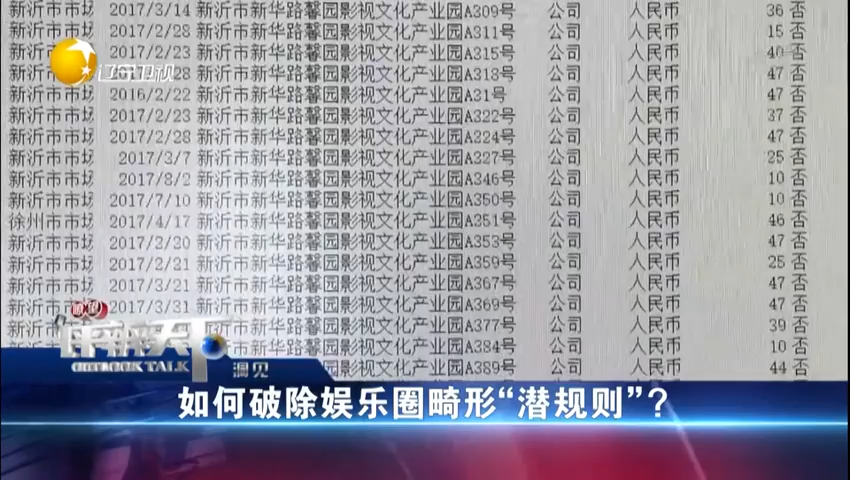 新沂市市场 2017/3/14 新沂市新华路馨园影视文化产业园A309号 公司 人民币 36 否
新沂市市场 2017/2/28 新沂市新华路馨园影视文化产业园A311号 公司 人民币 15 否
2017/2/23 新沂市新华路馨园影视文化产业园A315号 公司 人民币 40 否
28 新沂市新华路馨园影视文化产业园A318号 公司 人民币 47 否
辽宁卫视
新沂市市场 2016/2/22 新沂市新华路馨园影视文化产业园A31号 公司 人民币 47 否
新沂市市场 2017/2/23 新沂市新华路馨园影视文化产业园A322号 公司 人民币 37 否
新沂市市场 2017/2/28 新沂市新华路馨园影视文化产业园A324号 公司 人民币 47 否
新沂市市场 2017/3/7 新沂市新华路馨园影视文化产业园A327号 公司 人民币 25 否
新沂市市场 2017/8/2 新沂市新华路馨园影视文化产业园A346号 公司 人民币 10 否
新沂市市场 2017/7/10 新沂市新华路馨园影视文化产业园A350号 公司 人民币 10 否
徐州市市场 2017/4/17 新沂市新华路馨园影视文化产业园A351号 公司 人民币 46 否
新沂市市场 2017/2/20 新沂市新华路馨园影视文化产业园A353号 公司 人民币 47 否
新沂市市场 2017/2/21 新沂市新华路馨园影视文化产业园A359号 公司 人民币 25 否
新沂市市场 2017/3/21 新沂市新华路馨园影视文化产业园A367号 公司 人民币 47 否
新沂市市场 2017/3/31 新沂市新华路馨园影视文化产业园A369号 公司 人民币 47 否
新沂市新华路馨园影视文化产业园A377号 公司 人民币 39 否
新沂市新华路馨园影视文化产业园A384号 公司 人民币 10 否
新沂市新华路馨园影视文化产业园A389号 公司 人民币 44 否
瞭望
评辨天下
OUTLOOK TALK
洞见
如何破除娱乐圈畸形“潜规则”?